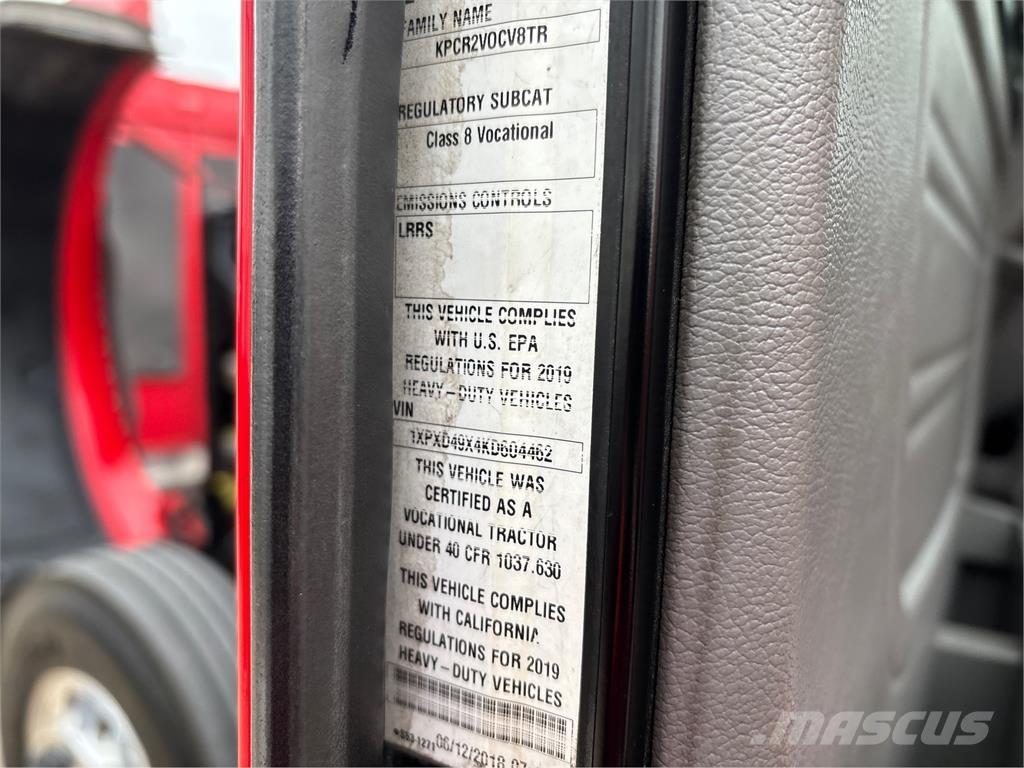 FAMILY NAME
KPCR2VOCV8TR
REGULATORY SUBCAT
Class 8 Vocational
EMISSIONS CONTROLS
LRRS
THIS VEHICLE COMPLIES
WITH U.S. EPA
REGULATIONS FOR 2019
HEAVY-DUTY VEHICLES
VIN
1XPXD49X4KD604462
THIS VEHICLE WAS
CERTIFIED AS A
VOCATIONAL TRACTOR
UNDER 40 CFR 1037.630
THIS VEHICLE COMPLIES
WITH CALIFORNIA
REGULATIONS FOR 2019
HEAVY-DUTY VEHICLES
S53-1271 06/12/2018
MASCUS